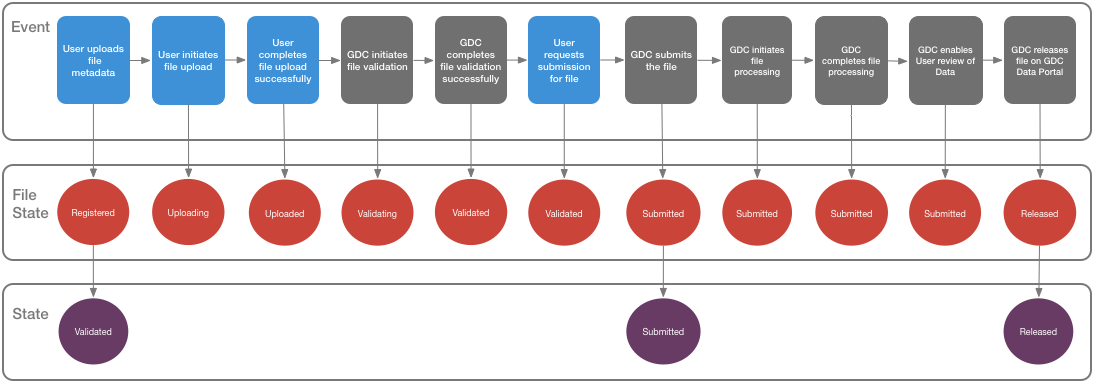 Event
User uploads
file
metadata
User initiates
file upload
User
completes
file upload
successfully
GDC initiates
file validation
GDC
completes
file validation
successfully
User
requests
submission
for file
GDC submits
the file
GDC initiates
file
processing
GDC
completes file
processing
GDC enables
User review of
Data
GDC releases
file on GDC
Data Portal
File
State
Registered
Uploading
Uploaded
Validating
Validated
Validated
Submitted
Submitted
Submitted
Submitted
Released
State
Validated
Submitted
Released